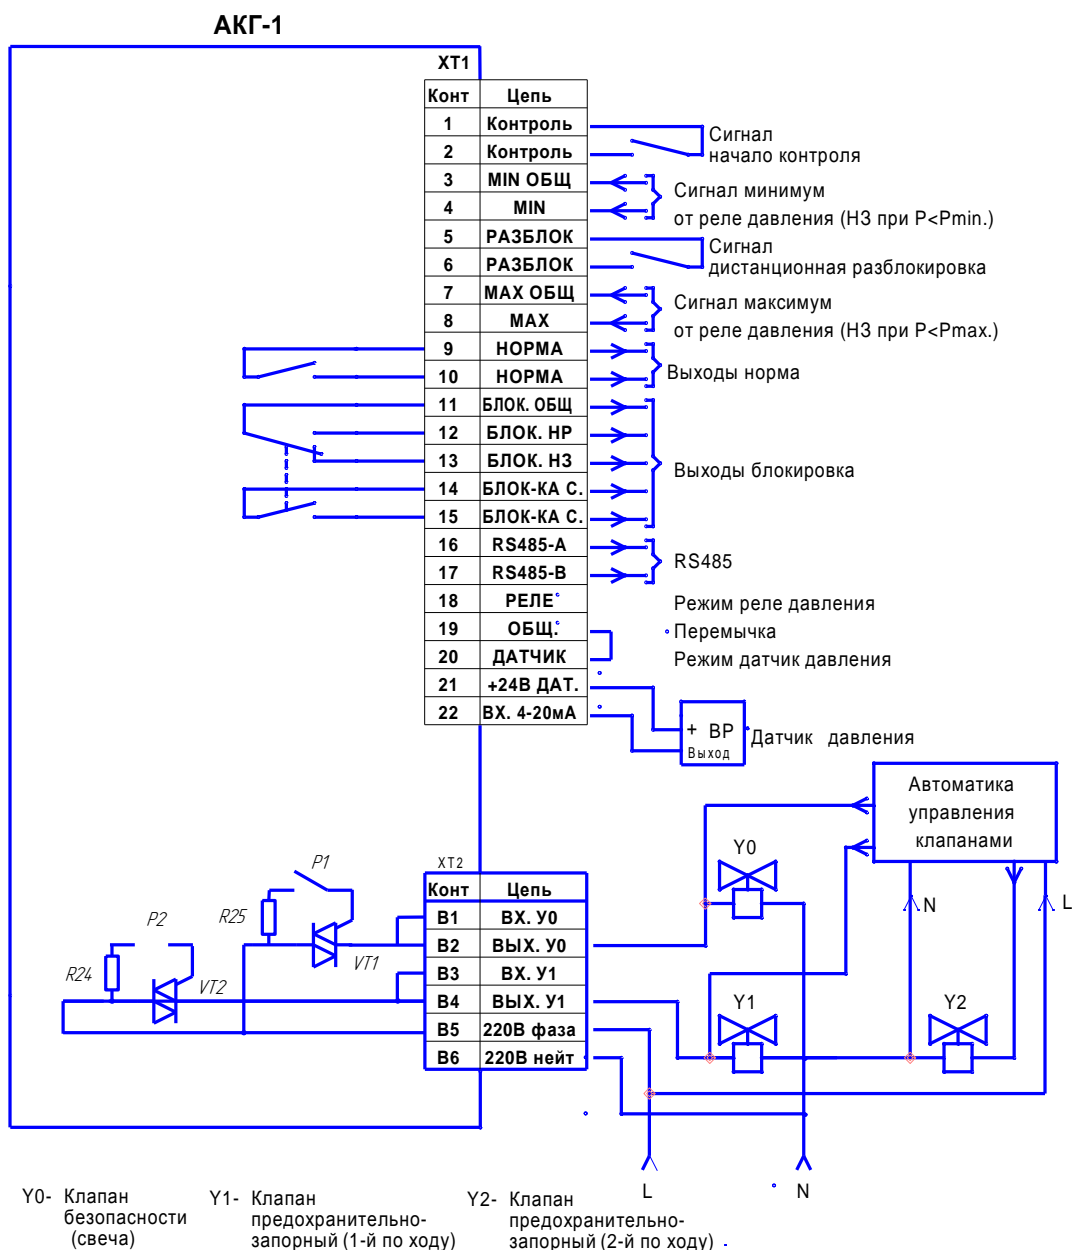 АКГ-1
XT1
Конт Цепь
1 Контроль
2 Контроль
3 MIN ОБЩ
4 MIN
5 РАЗБЛОК
6 РАЗБЛОК
7 MAX ОБЩ
8 MAX
9 НОРМА
10 НОРМА
11 БЛОК. ОБЩ
12 БЛОК. НР
13 БЛОК. НЗ
14 БЛОК-КА С.
15 БЛОК-КА С.
16 RS485-A
17 RS485-B
18 РЕЛЕ
19 ОБЩ.
20 ДАТЧИК
21 +24В ДАТ.
22 ВХ. 4-20мА
Сигнал
начало контроля
Сигнал минимум
от реле давления (НЗ при P<Pmin.)
Сигнал
дистанционная разблокировка
Сигнал максимум
от реле давления (НЗ при P<Pmax.)
Выходы норма
Выходы блокировка
RS485
Режим реле давления
Перемычка
Режим датчик давления
+ BP
Выход
Датчик давления
Автоматика
управления
клапанами
Y0
N
L
Y1
Y2
P1
R25
VT1
P2
R24
VT2
XT2
Конт Цепь
B1 ВХ. У0
B2 ВЫХ. У0
B3 ВХ. У1
B4 ВЫХ. У1
B5 220В фаза
B6 220В нейт
L
N
Y0- Клапан
безопасности
(свеча)
Y1- Клапан
предохранительно-
запорный (1-й по ходу)
Y2- Клапан
предохранительно-
запорный (2-й по ходу)